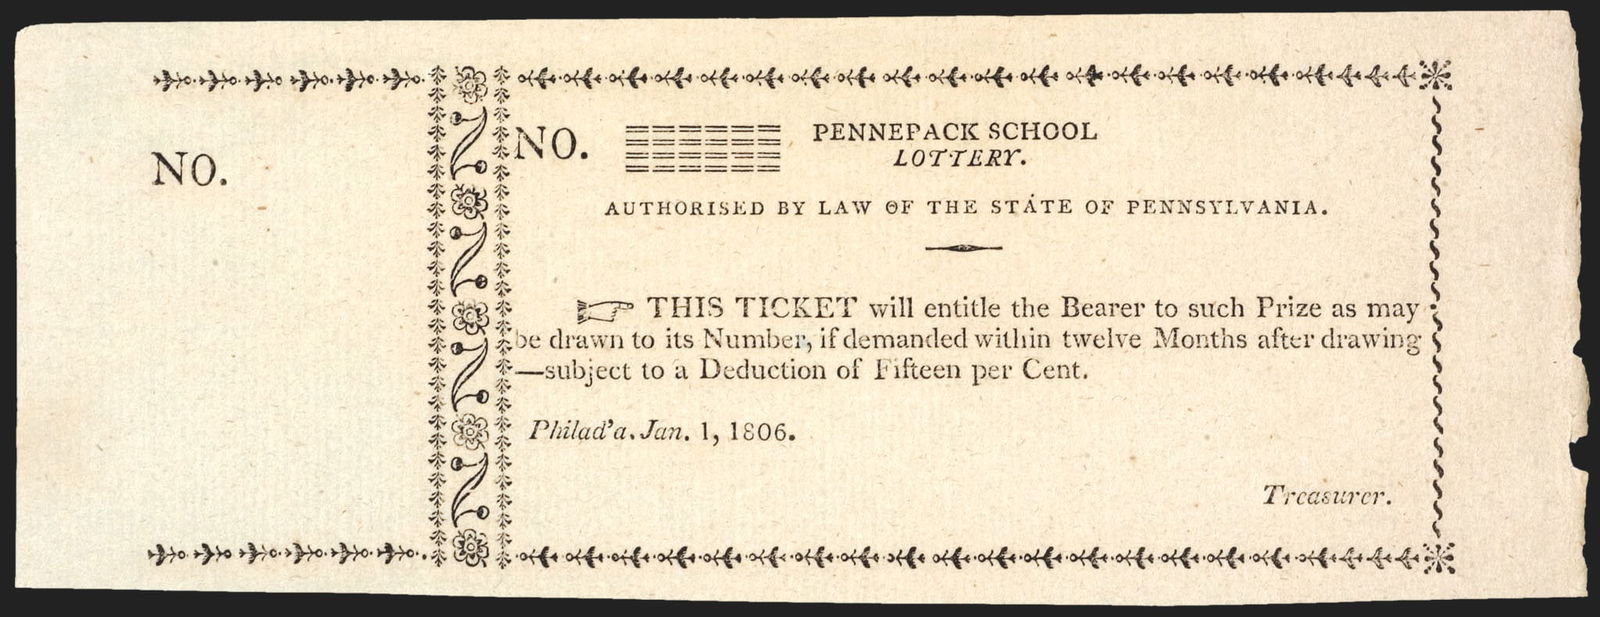 NO.
NO.
PENNEPACK SCHOOL
LOTTERY.
AUTHORISED BY LAW OF THE STATE OF PENNSYLVANIA.
THIS TICKET will entitle the Bearer to such Prize as may
be drawn to its Number, if demanded within twelve Months after drawing
—subject to a Deduction of Fifteen per Cent.
Philad'a. Jan. 1, 1806.
Treasurer.